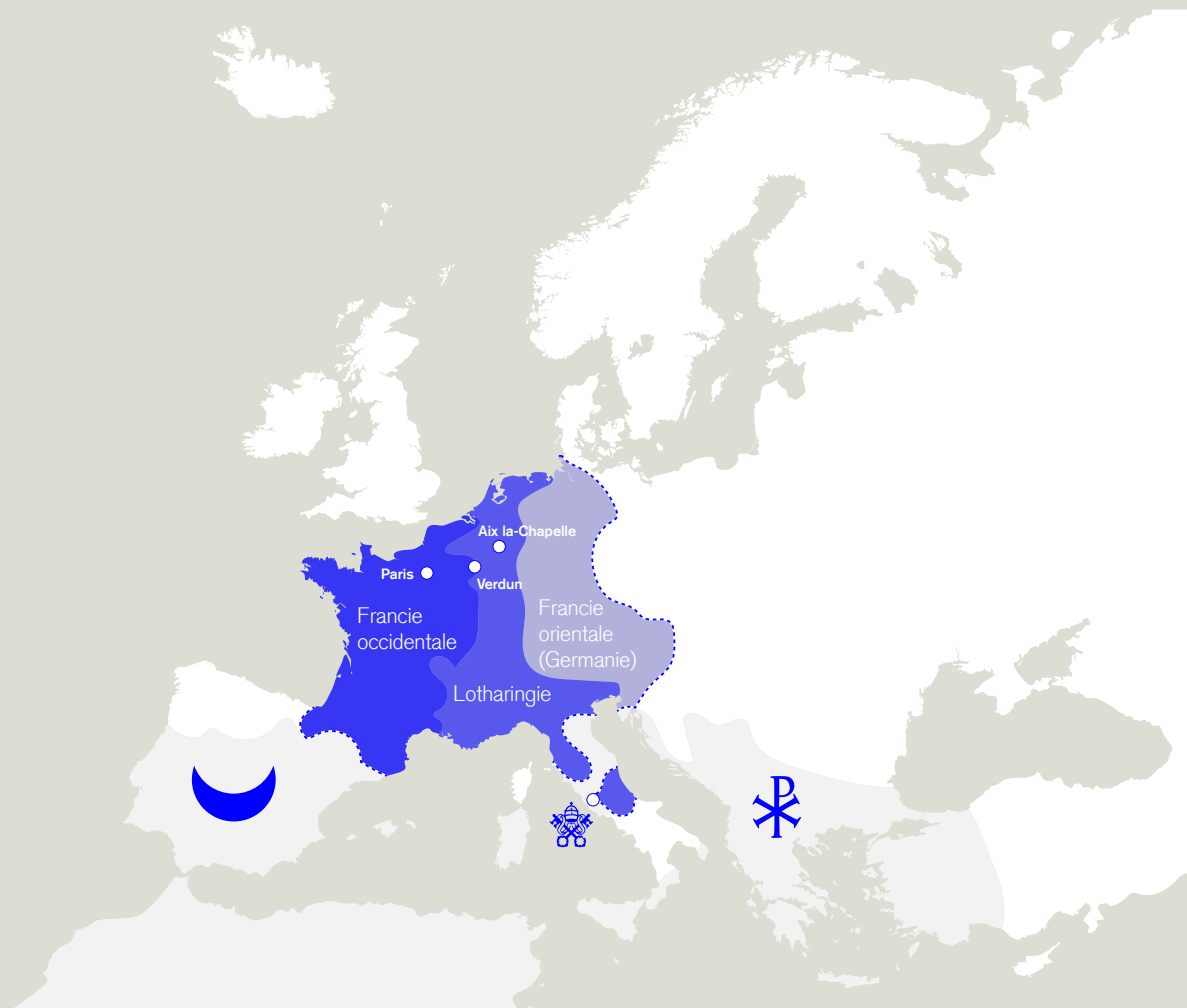 Aix la-Chapelle
Paris
Verdun
Francie
occidentale
Francie
orientale
(Germanie)
Lotharingie